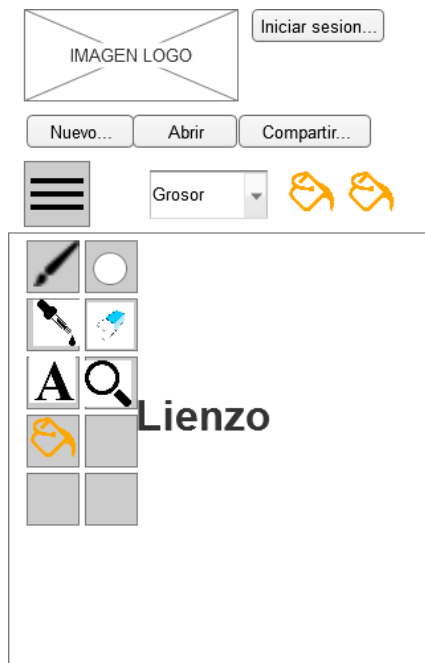 Iniciar sesion...
IMAGEN LOGO
Nuevo... Abrir Compartir...
Grosor
A
Lienzo